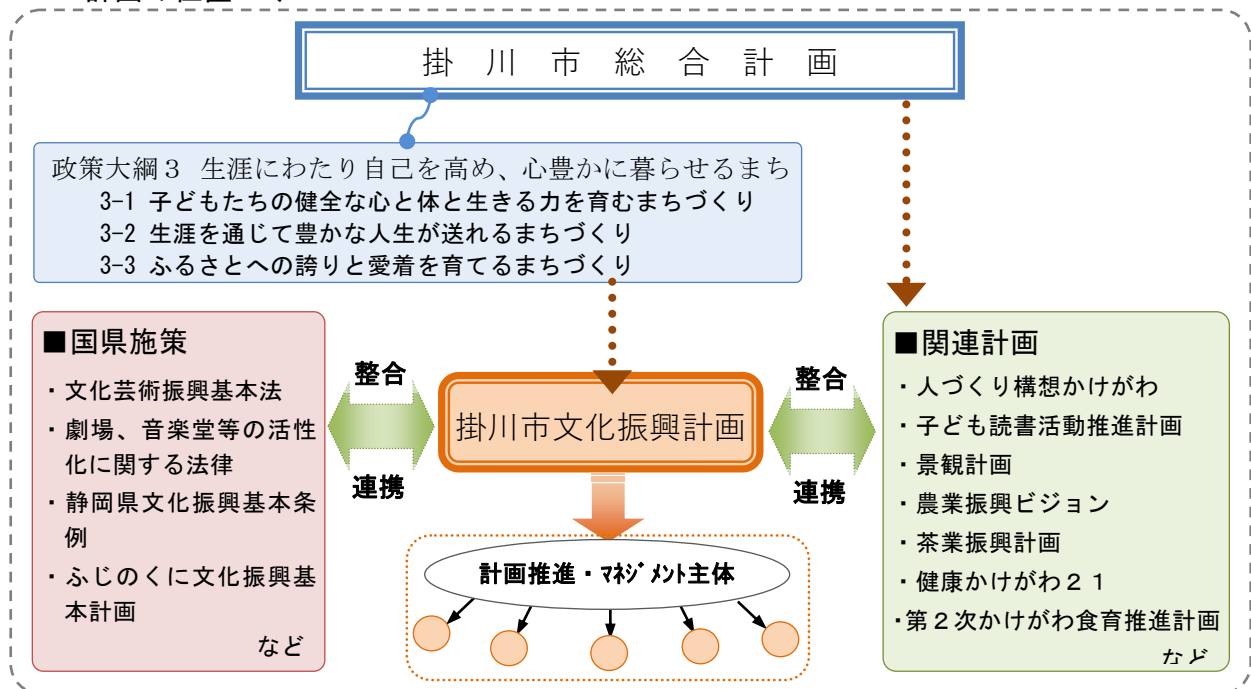 掛川市総合計画
政策大綱３ 生涯にわたり自己を高め、心豊かに暮らせるまち
3-1 子どもたちの健全な心と体と生きる力を育むまちづくり
3-2 生涯を通じて豊かな人生が送れるまちづくり
3-3 ふるさとへの誇りと愛着を育てるまちづくり
■国県施策
・文化芸術振興基本法
・劇場、音楽堂等の活性
化に関する法律
・静岡県文化振興基本条
例
・ふじのくに文化振興基
本計画
など
整合
連携
掛川市文化振興計画
整合
連携
計画推進・ﾏﾈｼﾞﾒﾝﾄ主体
■関連計画
・人づくり構想かけがわ
・子ども読書活動推進計画
・景観計画
・農業振興ビジョン
・茶業振興計画
・健康かけがわ２１
・第２次かけがわ食育推進計画
など